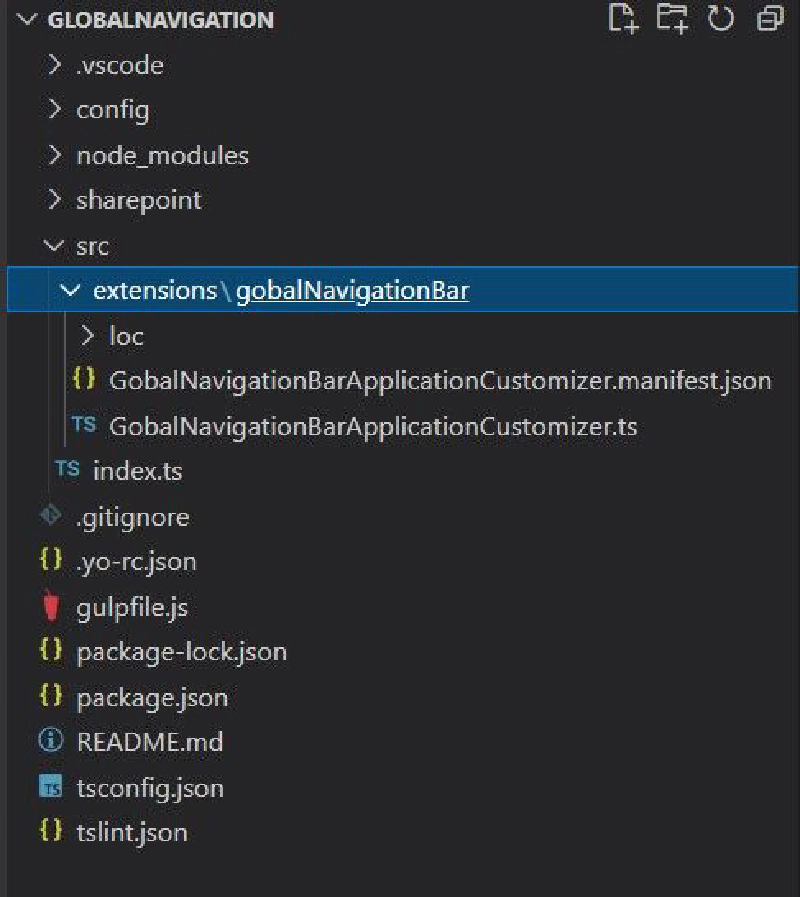 GLOBALNAVIGATION
.vscode
config
node_modules
sharepoint
src
extensions\gobalNavigationBar
loc
{} GobalNavigationBarApplicationCustomizer.manifest.json
TS GobalNavigationBarApplicationCustomizer.ts
TS index.ts
.gitignore
{} .yo-rc.json
gulpfile.js
{} package-lock.json
{} package.json
README.md
TS tsconfig.json
{} tslint.json